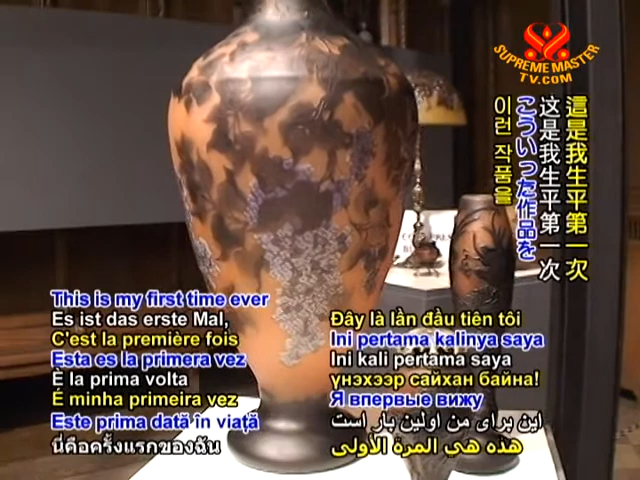 SUPREME MASTER
TV.COM
這是我生平第一次
这是我生平第一次
こういった作品を
이런 작품을
This is my first time ever
Es ist das erste Mal,
C'est la première fois
Esta es la primera vez
È la prima volta
É minha primeira vez
Este prima dată în viaţă
นี่คือครั้งแรกของฉัน
Đây là lần đầu tiên tôi
Ini pertama kalinya saya
Ini kali pertama saya
үнэхээр сайхан байна!
Я впервые вижу
این برای من اولین بار است
هذه هي المرة الأولى